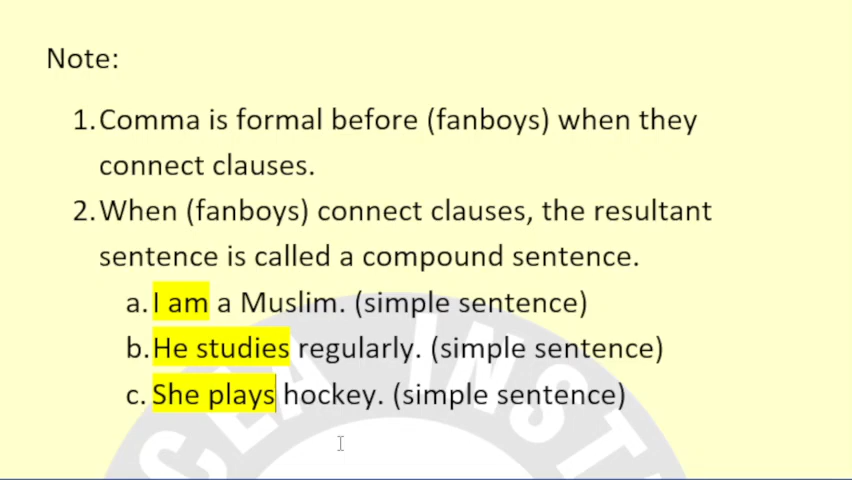 Note:
1. Comma is formal before (fanboys) when they
connect clauses.
2. When (fanboys) connect clauses, the resultant
sentence is called a compound sentence.
a. I am a Muslim. (simple sentence)
b. He studies regularly. (simple sentence)
c. She plays hockey. (simple sentence)